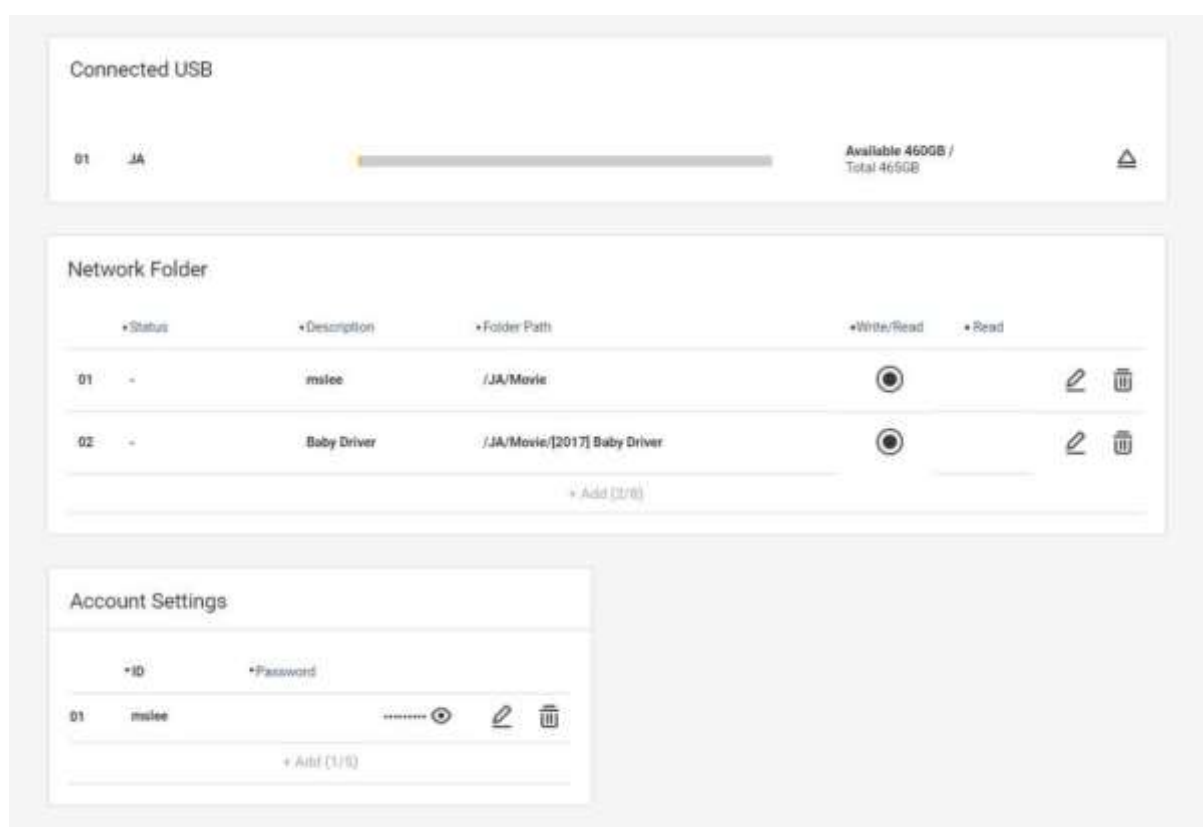 Connected USB
01 JA Available 460GB /
Total 465GB
Network Folder
•Status •Description •Folder Path •Write/Read •Read
01 - mslee /JA/Movie
02 - Baby Driver /JA/Movie/[2017] Baby Driver
+ Add (2/8)
Account Settings
•ID •Password
01 mslee ·········
+ Add (1/5)